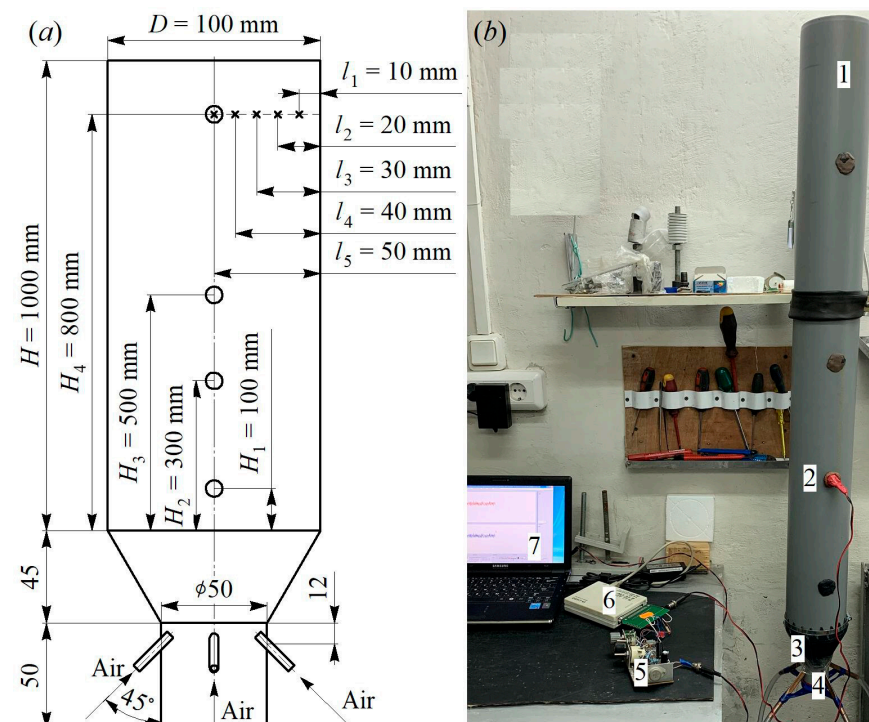 (a)
D = 100 mm
l1 = 10 mm
l2 = 20 mm
l3 = 30 mm
l4 = 40 mm
l5 = 50 mm
H = 1000 mm
H4 = 800 mm
H3 = 500 mm
H2 = 300 mm
H1 = 100 mm
45
ϕ50
12
50
Air
45°
Air
Air
(b)
1
2
7
6
5
3
4
SAMSUNG